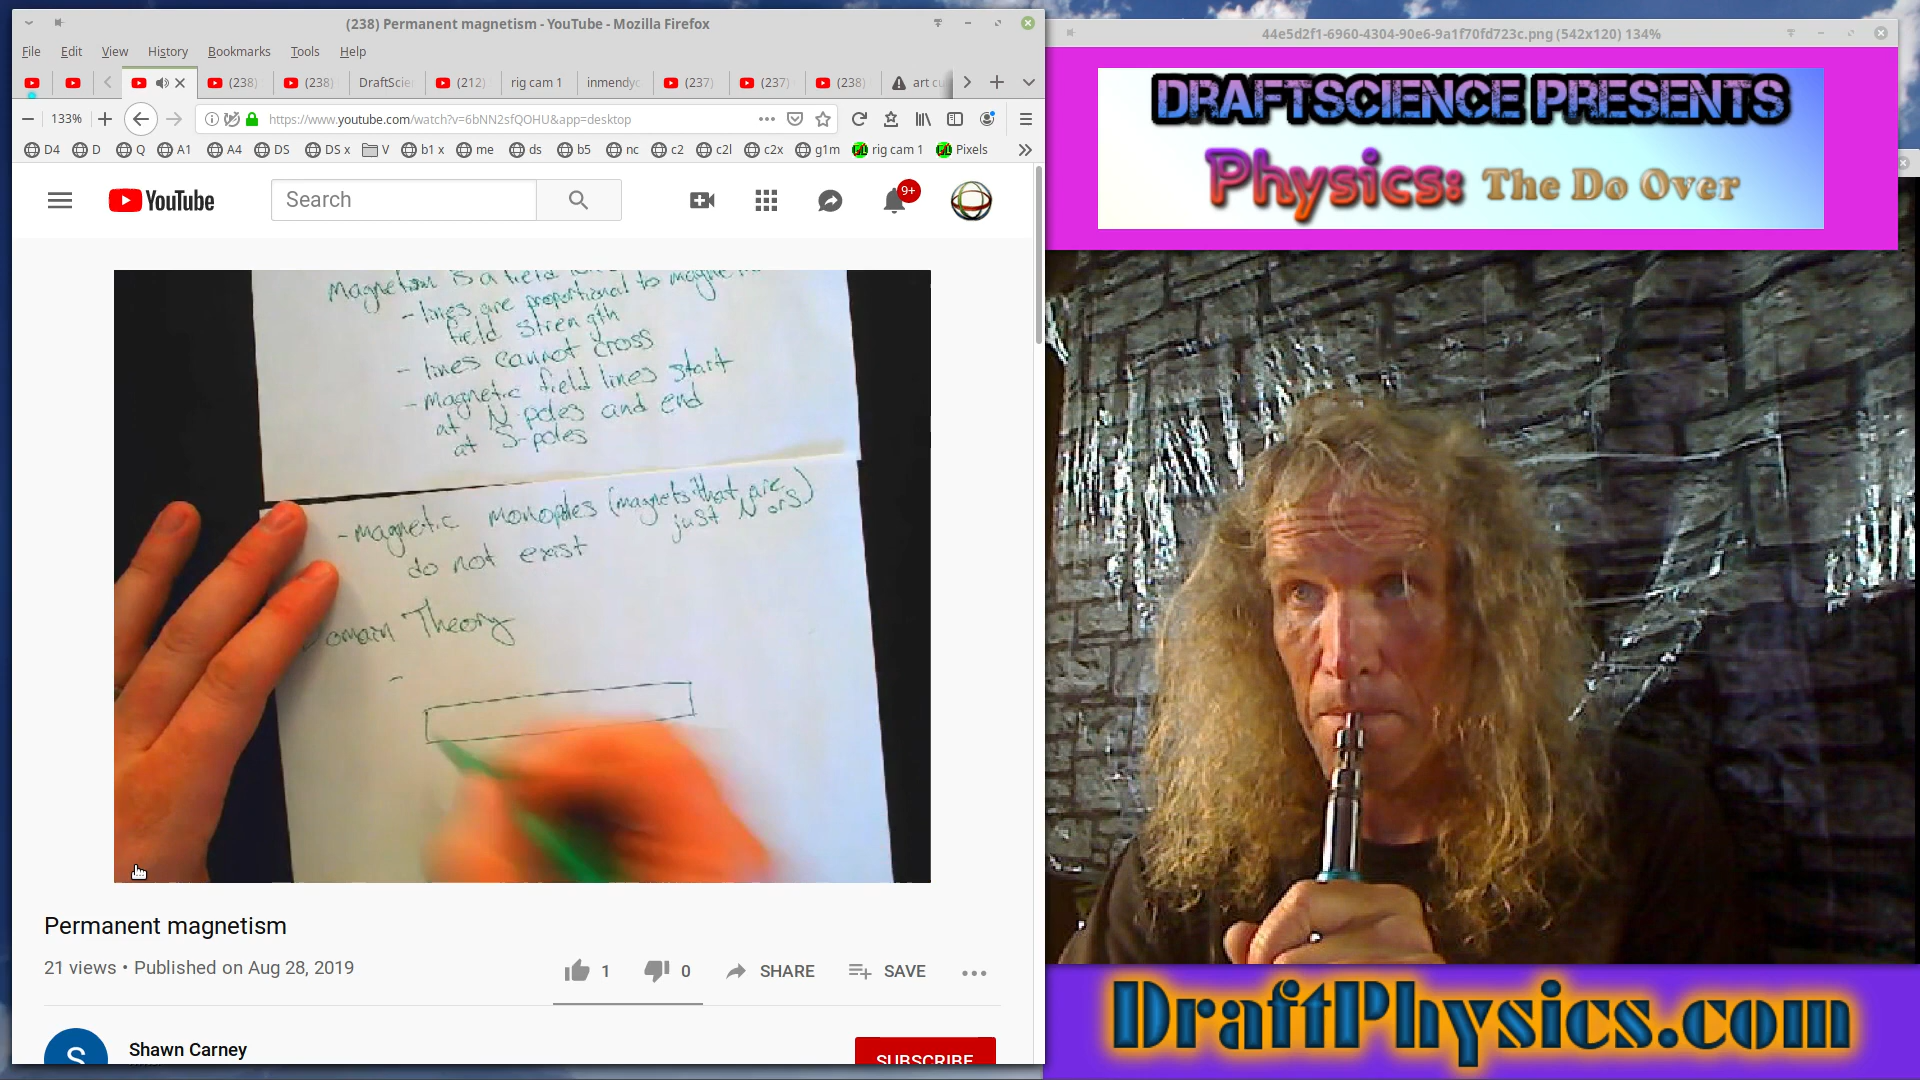 (238) Permanent magnetism - YouTube - Mozilla Firefox
File Edit View History Bookmarks Tools Help
(238) (238) DraftScie (212) rig cam 1 inmendyc (237) (237) (238) art c
133% https://www.youtube.com/watch?v=6bNN2sfQOHU&app=desktop
D4 D Q A1 A4 DS DS x V b1 x me ds b5 nc c2 c2l c2x g1m rig cam 1 Pixels
YouTube
Search
9+
Magnetism is a field
- lines are proportional to magne
field strength
- lines cannot cross
- magnetic field lines start
at N-poles and end
at S-poles
- magnetic monopoles (magnets that are
just N or S)
do not exist
Domain Theory
-
Permanent magnetism
21 views • Published on Aug 28, 2019
1 0 SHARE SAVE
S
Shawn Carney
SUBSCRIBE
44e5d2f1-6960-4304-90e6-9a1f70fd723c.png (542x120) 134%
DRAFTSCIENCE PRESENTS
Physics: The Do Over
DraftPhysics.com